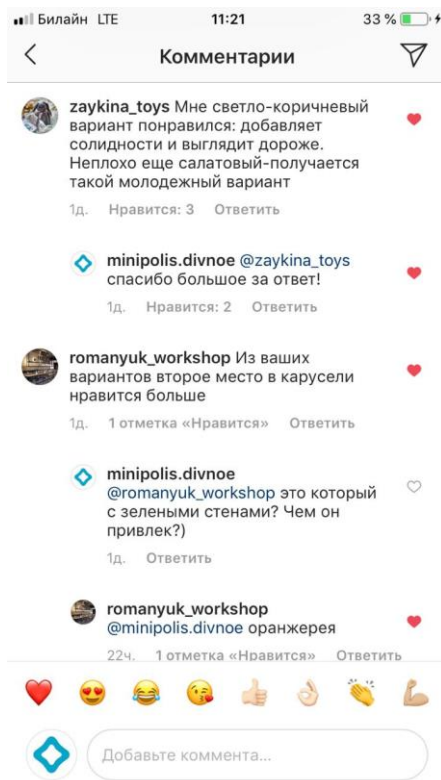 Билайн LTE 11:21 33 %
Комментарии
zaykina_toys Мне светло-коричневый
вариант понравился: добавляет
солидности и выглядит дороже.
Неплохо еще салатовый-получается
такой молодежный вариант
1д. Нравится: 3 Ответить
minipolis.divnoe @zaykina_toys
спасибо большое за ответ!
1д. Нравится: 2 Ответить
romanyuk_workshop Из ваших
вариантов второе место в карусели
нравится больше
1д. 1 отметка «Нравится» Ответить
minipolis.divnoe
@romanyuk_workshop это который
с зелеными стенами? Чем он
привлек?)
1д. Ответить
romanyuk_workshop
@minipolis.divnoe оранжерея
22ч. 1 отметка «Нравится» Ответить
Добавьте коммента...